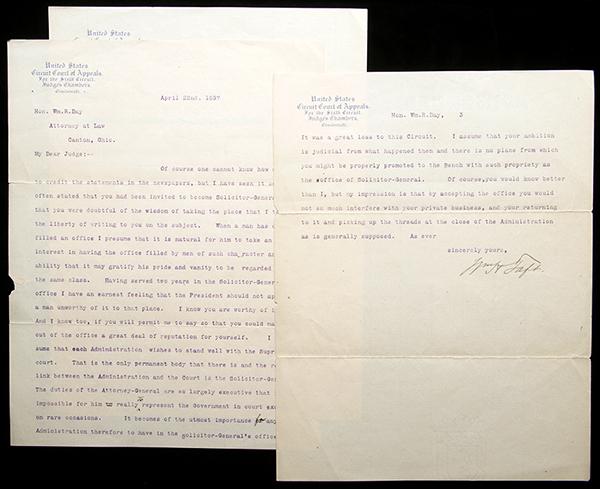 United States
United States
Circuit Court of Appeals.
For the Sixth Circuit.
Judge's Chambers.
Cincinnati.
April 22nd, 1897
Hon. Wm.R.Day
Attorney at Law
Canton, Ohio.
My Dear Judge:--
Of course one cannot know how
to credit the statements in the newspapers, but I have seen it so
often stated that you had been invited to become Solicitor-Genera
that you were doubtful of the wisdom of taking the place that I t
the liberty of writing to you on the subject. When a man has
filled an office I presume that it is natural for him to take an
interest in having the office filled by men of such character an
ability that it may gratify his pride and vanity to be regarded
the same class. Having served two years in the Solicitor-Gener
office I have an earnest feeling that the President should not ap
a man unworthy of it to that place. I know you are worthy of i
And I know too, if you will permit me to say so that you could ma
out of the office a great deal of reputation for yourself. I
sume that each Administration wishes to stand well with the Supr
court. That is the only permanent body that there is and the
link between the Administration and the Court is the Solicitor-Ge
The duties of the Attorney-General are so largely executive that
impossible for him to really represent the Government in court ex
on rare occasions. It becomes of the utmost importance for any
Administration therefore to have in the Solicitor-General's office
United States
Circuit Court of Appeals.
For the Sixth Circuit.
Judge's Chambers.
Cincinnati.
Hon. Wm.R.Day, 3
It was a great loss to this Circuit. I assume that your ambition
is judicial from what happened then and there is no plane from which
you might be properly promoted to the Bench with such propriety as
the office of Solicitor-General. Of course,you would know better
than I, but my impression is that by accepting the office you would
not so much interfere with your private business, and your returning
to it and picking up the threads at the close of the Administration
as is generally supposed. As ever
sincerely yours,
Wm H Taft